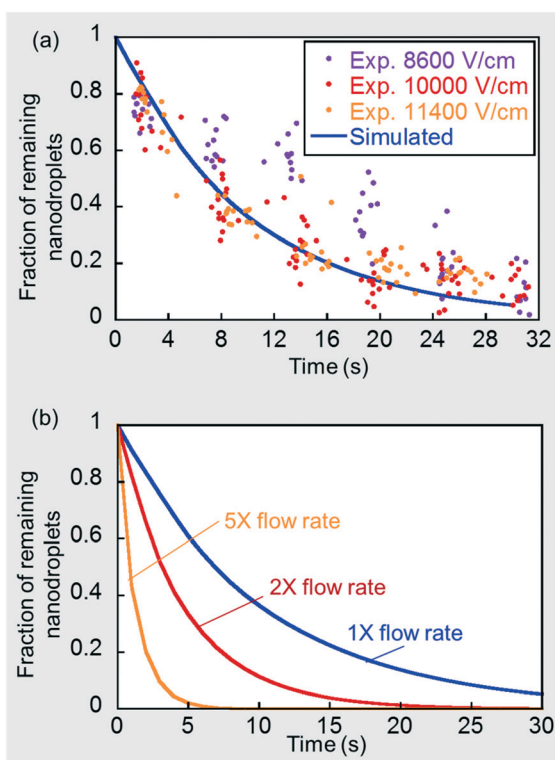 (a)
1
0.8
0.6
0.4
0.2
0
Fraction of remaining
nanodroplets
Exp. 8600 V/cm
Exp. 10000 V/cm
Exp. 11400 V/cm
Simulated
0 4 8 12 16 20 24 28 32
Time (s)
(b)
1
0.8
0.6
0.4
0.2
0
Fraction of remaining
nanodroplets
5X flow rate
2X flow rate
1X flow rate
0 5 10 15 20 25 30
Time (s)